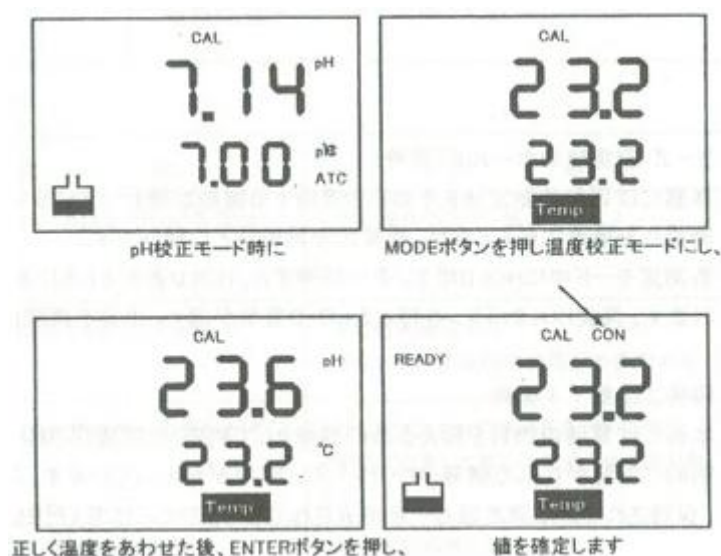 CAL
7.14 pH
7.00
ATC
pH校正モード時に
CAL
23.2
23.2
Temp
MODEボタンを押し温度校正モードにし、
CAL
23.6 pH
23.2 ℃
Temp
正しく温度をあわせた後、ENTERボタンを押し、
CAL CON
READY
23.2
23.2
Temp
値を確定します